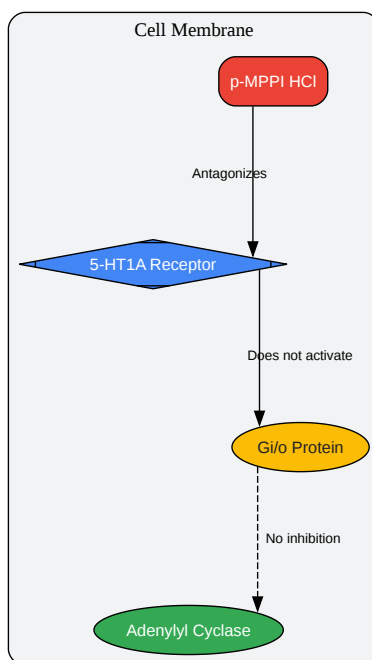 Cell Membrane
p-MPPI HCl
Antagonizes
5-HT1A Receptor
Does not activate
Gi/o Protein
No inhibition
Adenylyl Cyclase